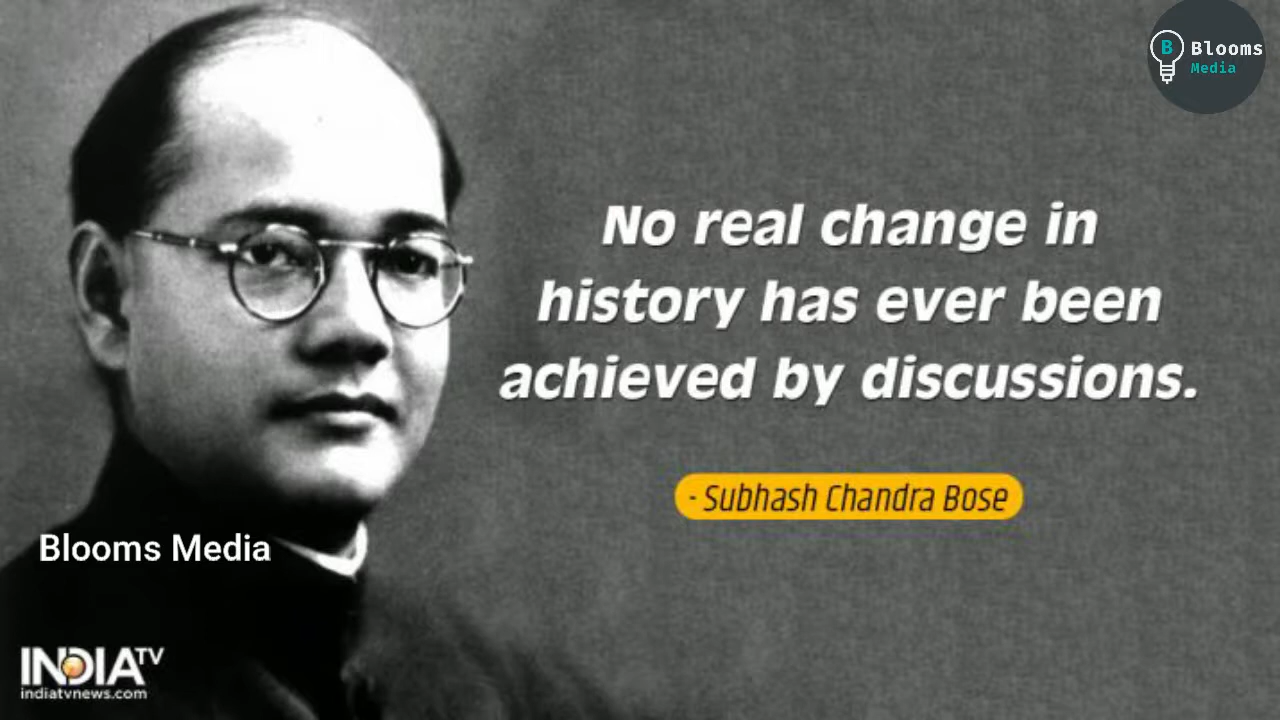 B Blooms
Media
No real change in
history has ever been
achieved by discussions.
- Subhash Chandra Bose
Blooms Media
INDIA TV
indiatvnews.com